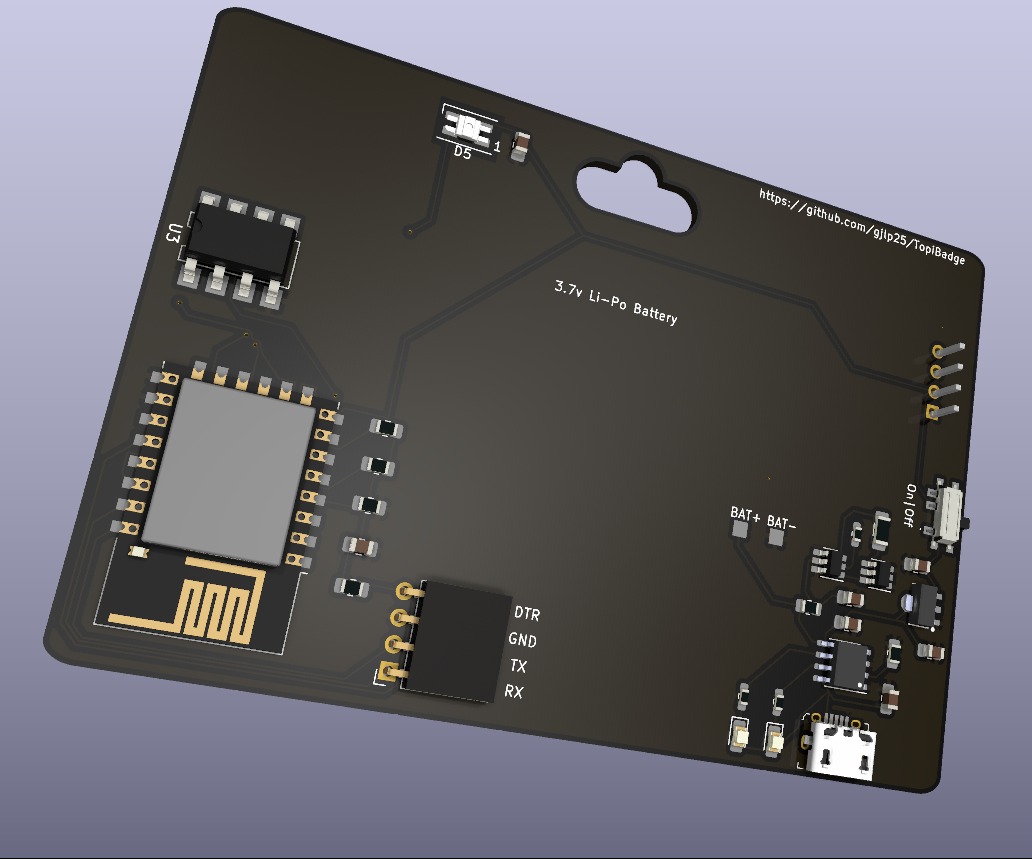 D5
1
https://github.com/gjlp25/TopiBadge
U3
3.7v Li-Po Battery
On|Off
BAT+ BAT-
DTR
GND
TX
RX